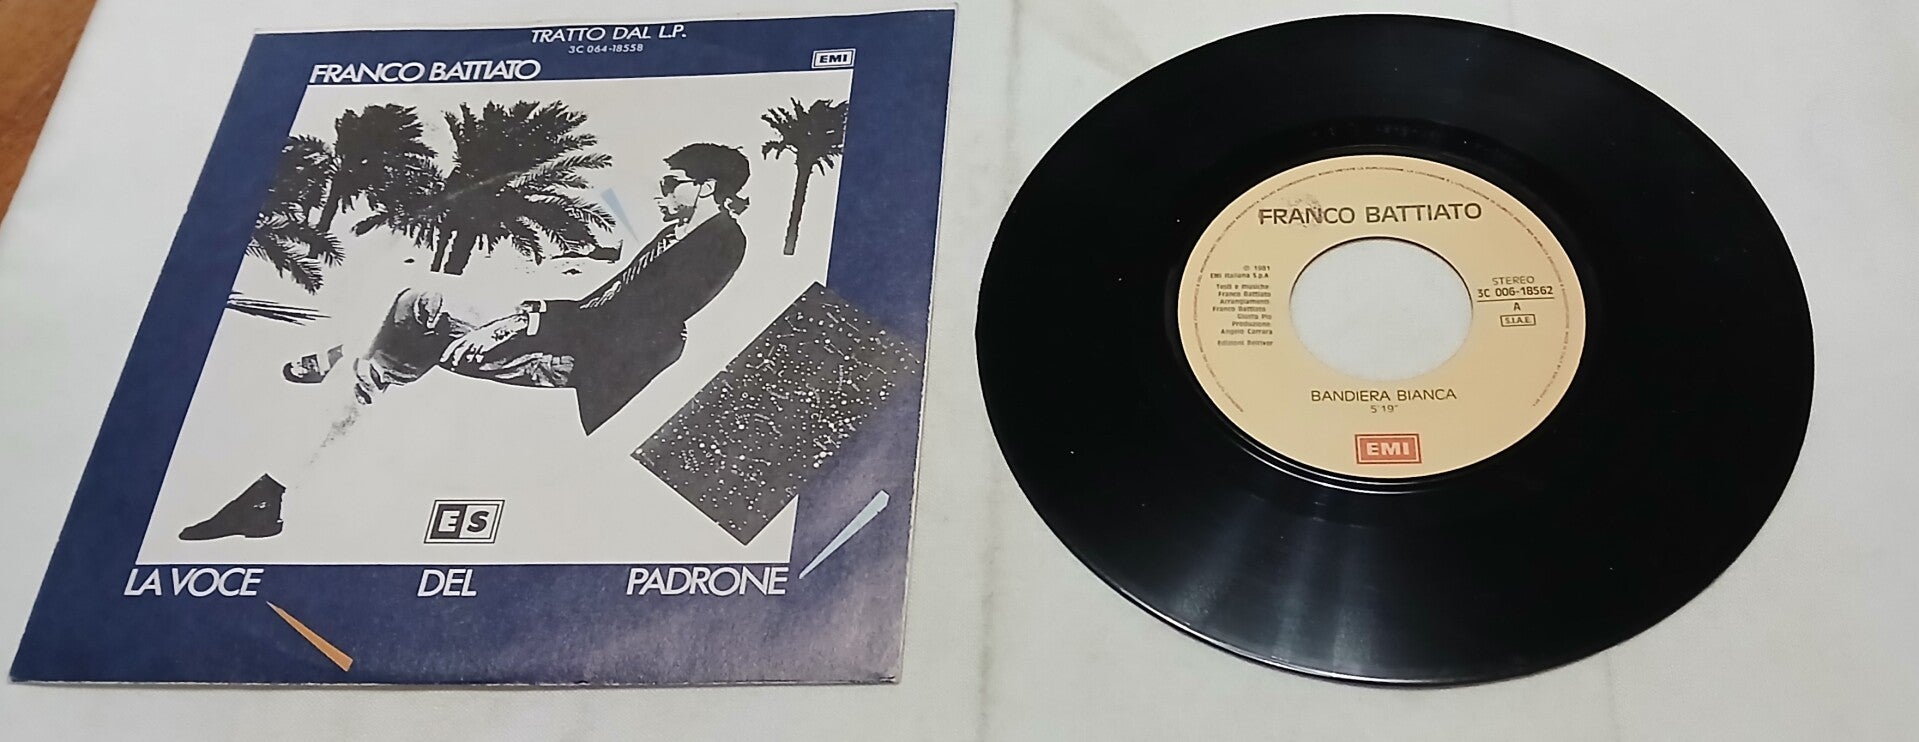 TRATTO DAL L.P.
3C 064-18558
FRANCO BATTIATO
EMI
ES
LA VOCE DEL PADRONE
FRANCO BATTIATO
℗ 1981
EMI Italiana S.p.A
Testi e musiche
Franco Battiato
Arrangiamenti
Franco Battiato
Giusto Pio
Produzione
Angelo Carrara
Edizioni
STEREO
3C 006-18562
A
S.I.A.E.
BANDIERA BIANCA
5'19"
EMI